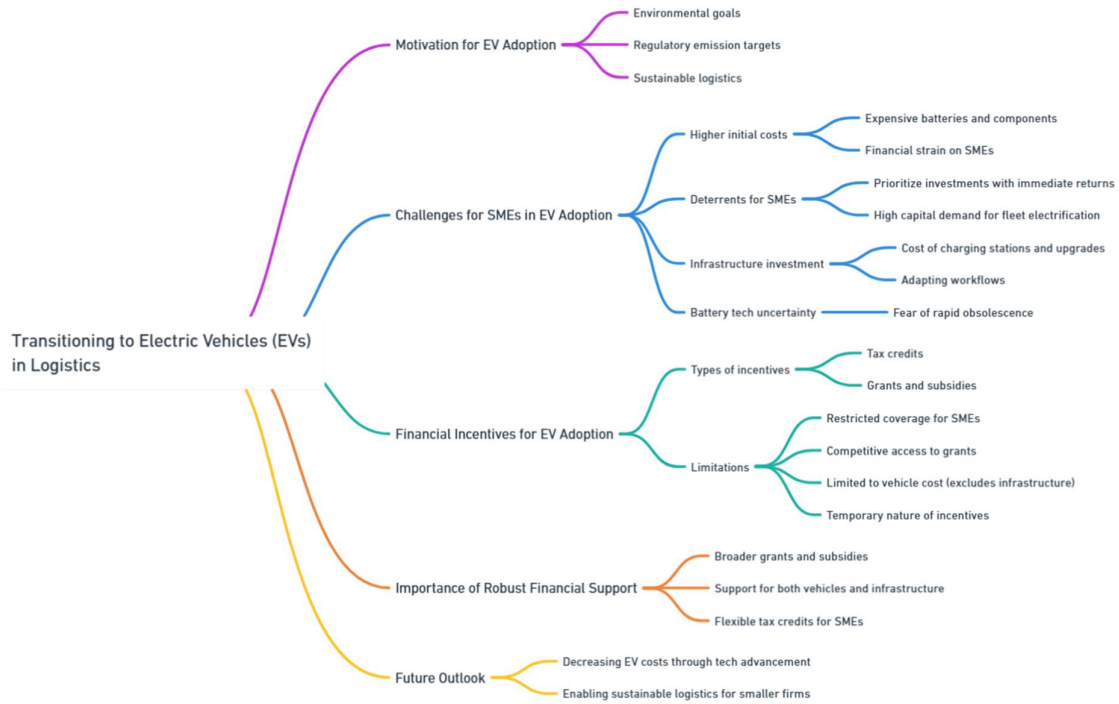 Transitioning to Electric Vehicles (EVs)
in Logistics
Motivation for EV Adoption
Environmental goals
Regulatory emission targets
Sustainable logistics
Challenges for SMEs in EV Adoption
Higher initial costs
Expensive batteries and components
Financial strain on SMEs
Deterrents for SMEs
Prioritize investments with immediate returns
High capital demand for fleet electrification
Infrastructure investment
Cost of charging stations and upgrades
Adapting workflows
Battery tech uncertainty
Fear of rapid obsolescence
Financial Incentives for EV Adoption
Types of incentives
Tax credits
Grants and subsidies
Limitations
Restricted coverage for SMEs
Competitive access to grants
Limited to vehicle cost (excludes infrastructure)
Temporary nature of incentives
Importance of Robust Financial Support
Broader grants and subsidies
Support for both vehicles and infrastructure
Flexible tax credits for SMEs
Future Outlook
Decreasing EV costs through tech advancement
Enabling sustainable logistics for smaller firms